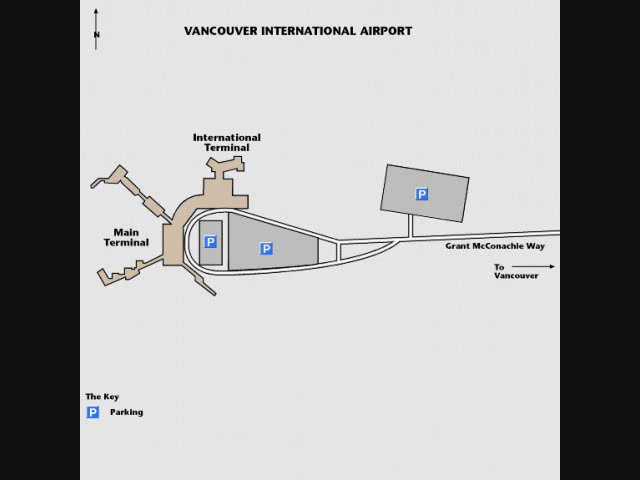 N
VANCOUVER INTERNATIONAL AIRPORT
International
Terminal
P
Main
Terminal
P
P
Grant McConachie Way
To
Vancouver
The Key
P Parking